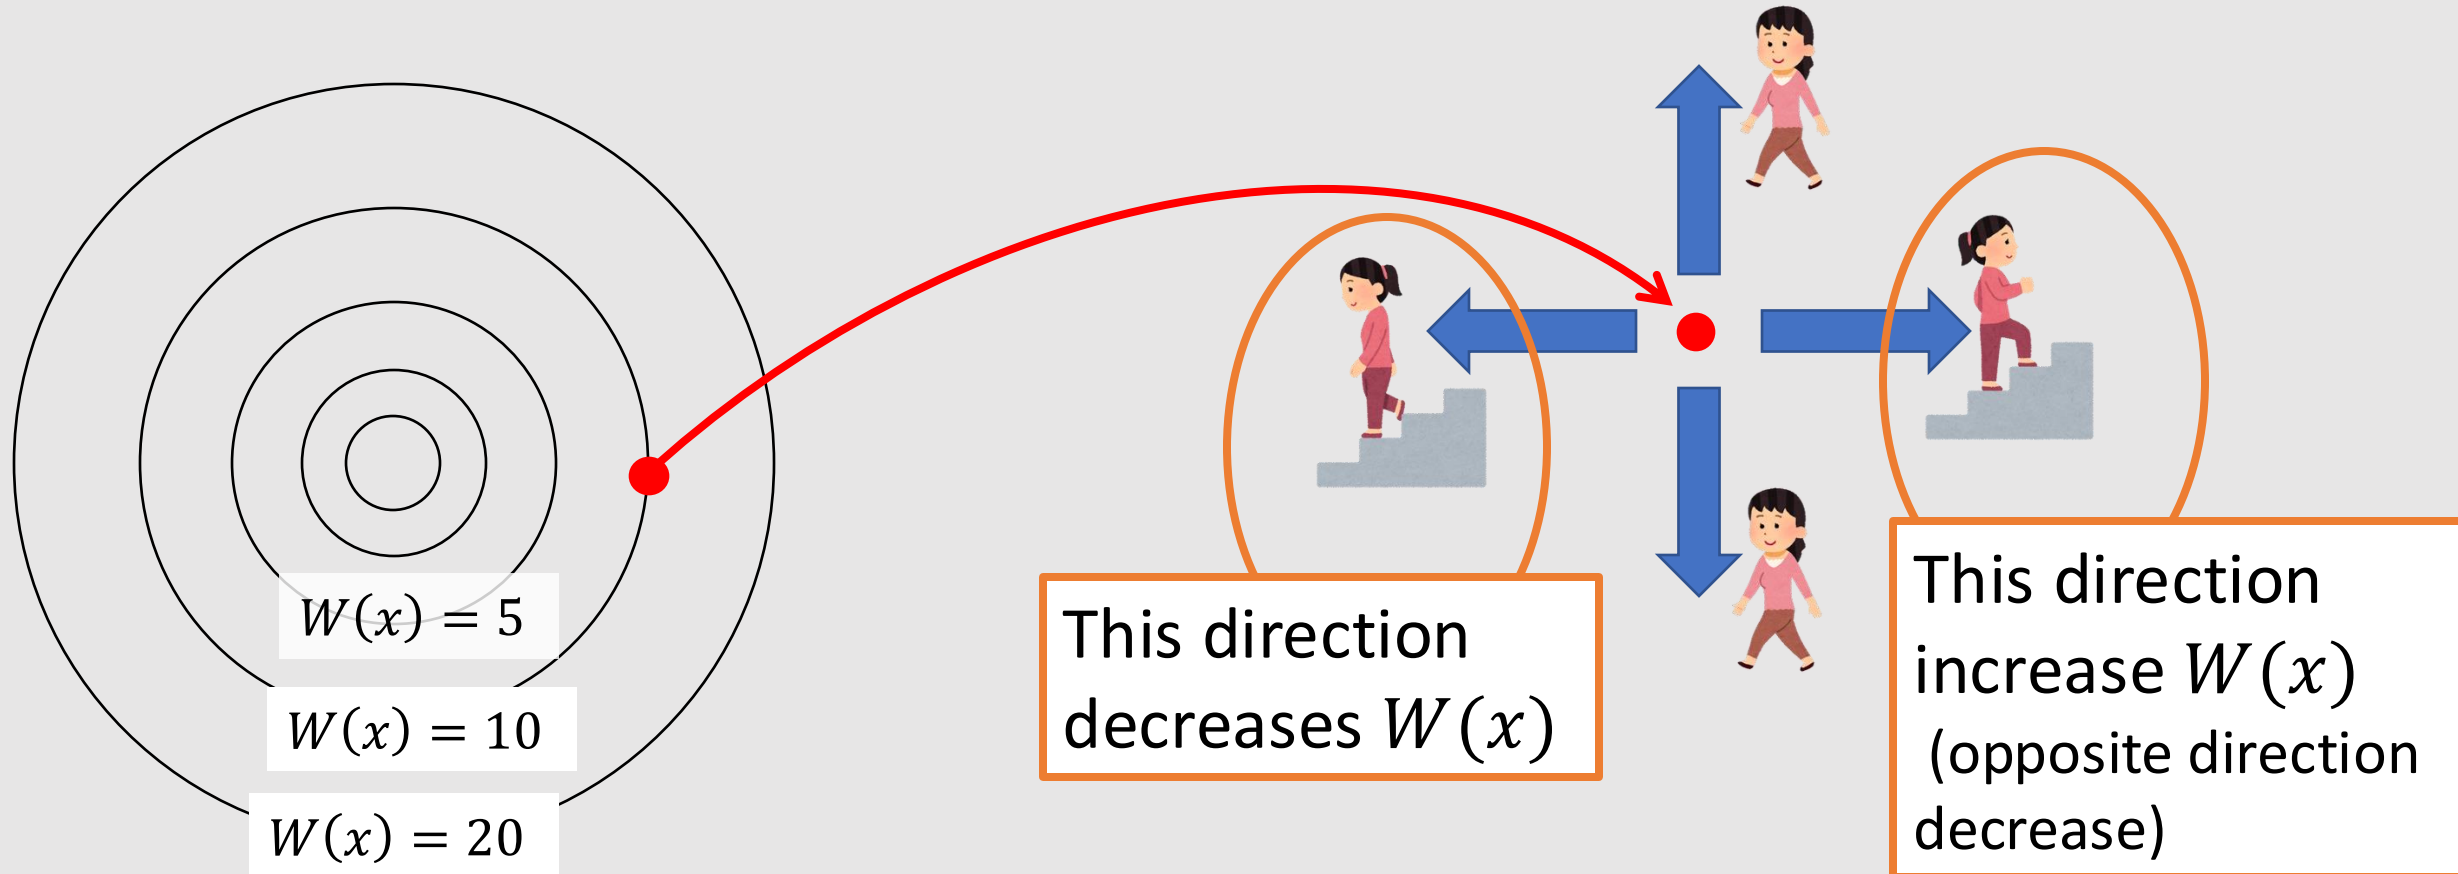 W(x) = 5
W(x) = 10
W(x) = 20
This direction
decreases W(x)
This direction
increase W(x)
(opposite direction
decrease)